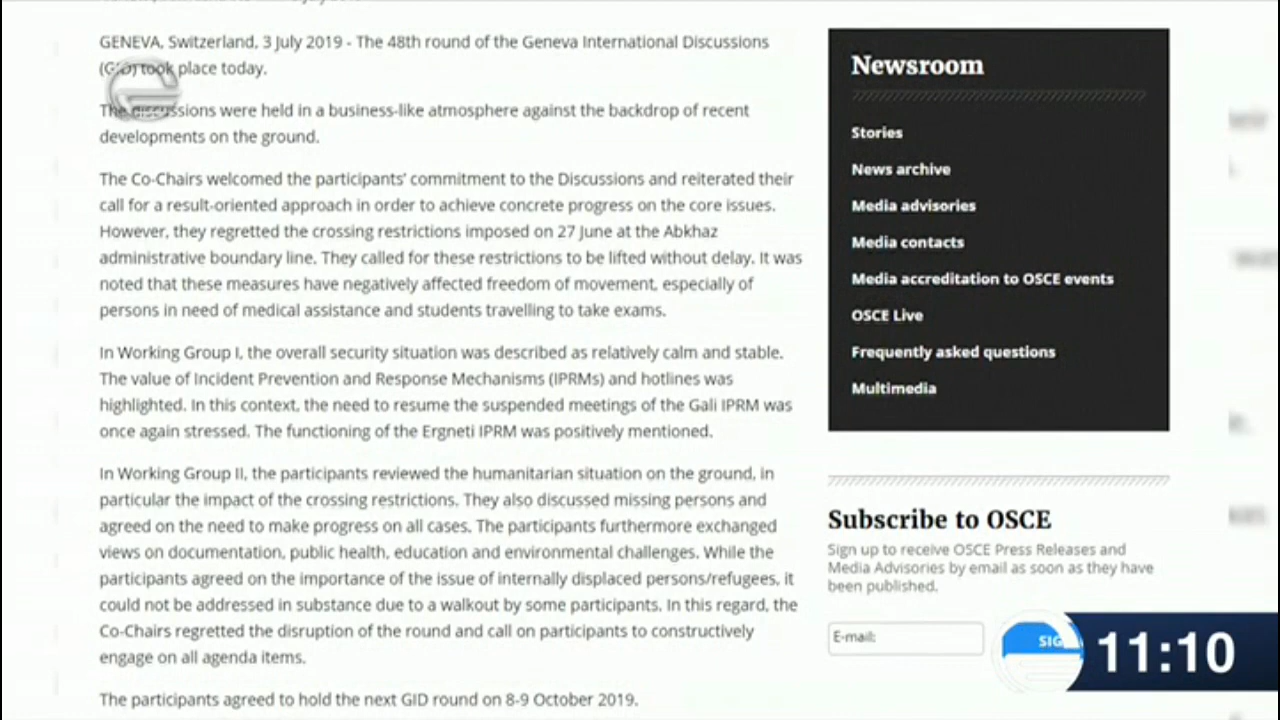 GENEVA, Switzerland, 3 July 2019 - The 48th round of the Geneva International Discussions
(GID) took place today.
The discussions were held in a business-like atmosphere against the backdrop of recent
developments on the ground.
The Co-Chairs welcomed the participants' commitment to the Discussions and reiterated their
call for a result-oriented approach in order to achieve concrete progress on the core issues.
However, they regretted the crossing restrictions imposed on 27 June at the Abkhaz
administrative boundary line. They called for these restrictions to be lifted without delay. It was
noted that these measures have negatively affected freedom of movement, especially of
persons in need of medical assistance and students travelling to take exams.
In Working Group I, the overall security situation was described as relatively calm and stable.
The value of Incident Prevention and Response Mechanisms (IPRMs) and hotlines was
highlighted. In this context, the need to resume the suspended meetings of the Gali IPRM was
once again stressed. The functioning of the Ergneti IPRM was positively mentioned.
In Working Group II, the participants reviewed the humanitarian situation on the ground, in
particular the impact of the crossing restrictions. They also discussed missing persons and
agreed on the need to make progress on all cases. The participants furthermore exchanged
views on documentation, public health, education and environmental challenges. While the
participants agreed on the importance of the issue of internally displaced persons/refugees, it
could not be addressed in substance due to a walkout by some participants. In this regard, the
Co-Chairs regretted the disruption of the round and call on participants to constructively
engage on all agenda items.
The participants agreed to hold the next GID round on 8-9 October 2019.
Newsroom
Stories
News archive
Media advisories
Media contacts
Media accreditation to OSCE events
OSCE Live
Frequently asked questions
Multimedia
Subscribe to OSCE
Sign up to receive OSCE Press Releases and
Media Advisories by email as soon as they have
been published.
E-mail:
SIG
11:10